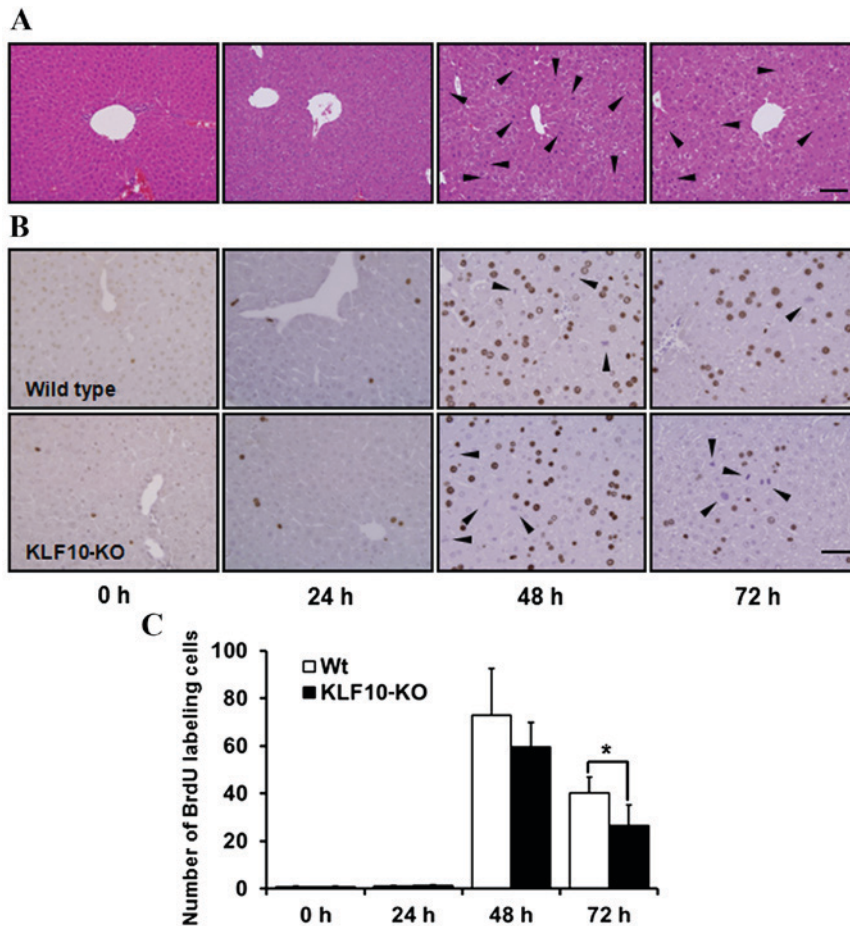 A
B
Wild type
KLF10-KO
0 h 24 h 48 h 72 h
C
Number of BrdU labeling cells
100
80
60
40
20
0
Wt
KLF10-KO
*
0 h 24 h 48 h 72 h